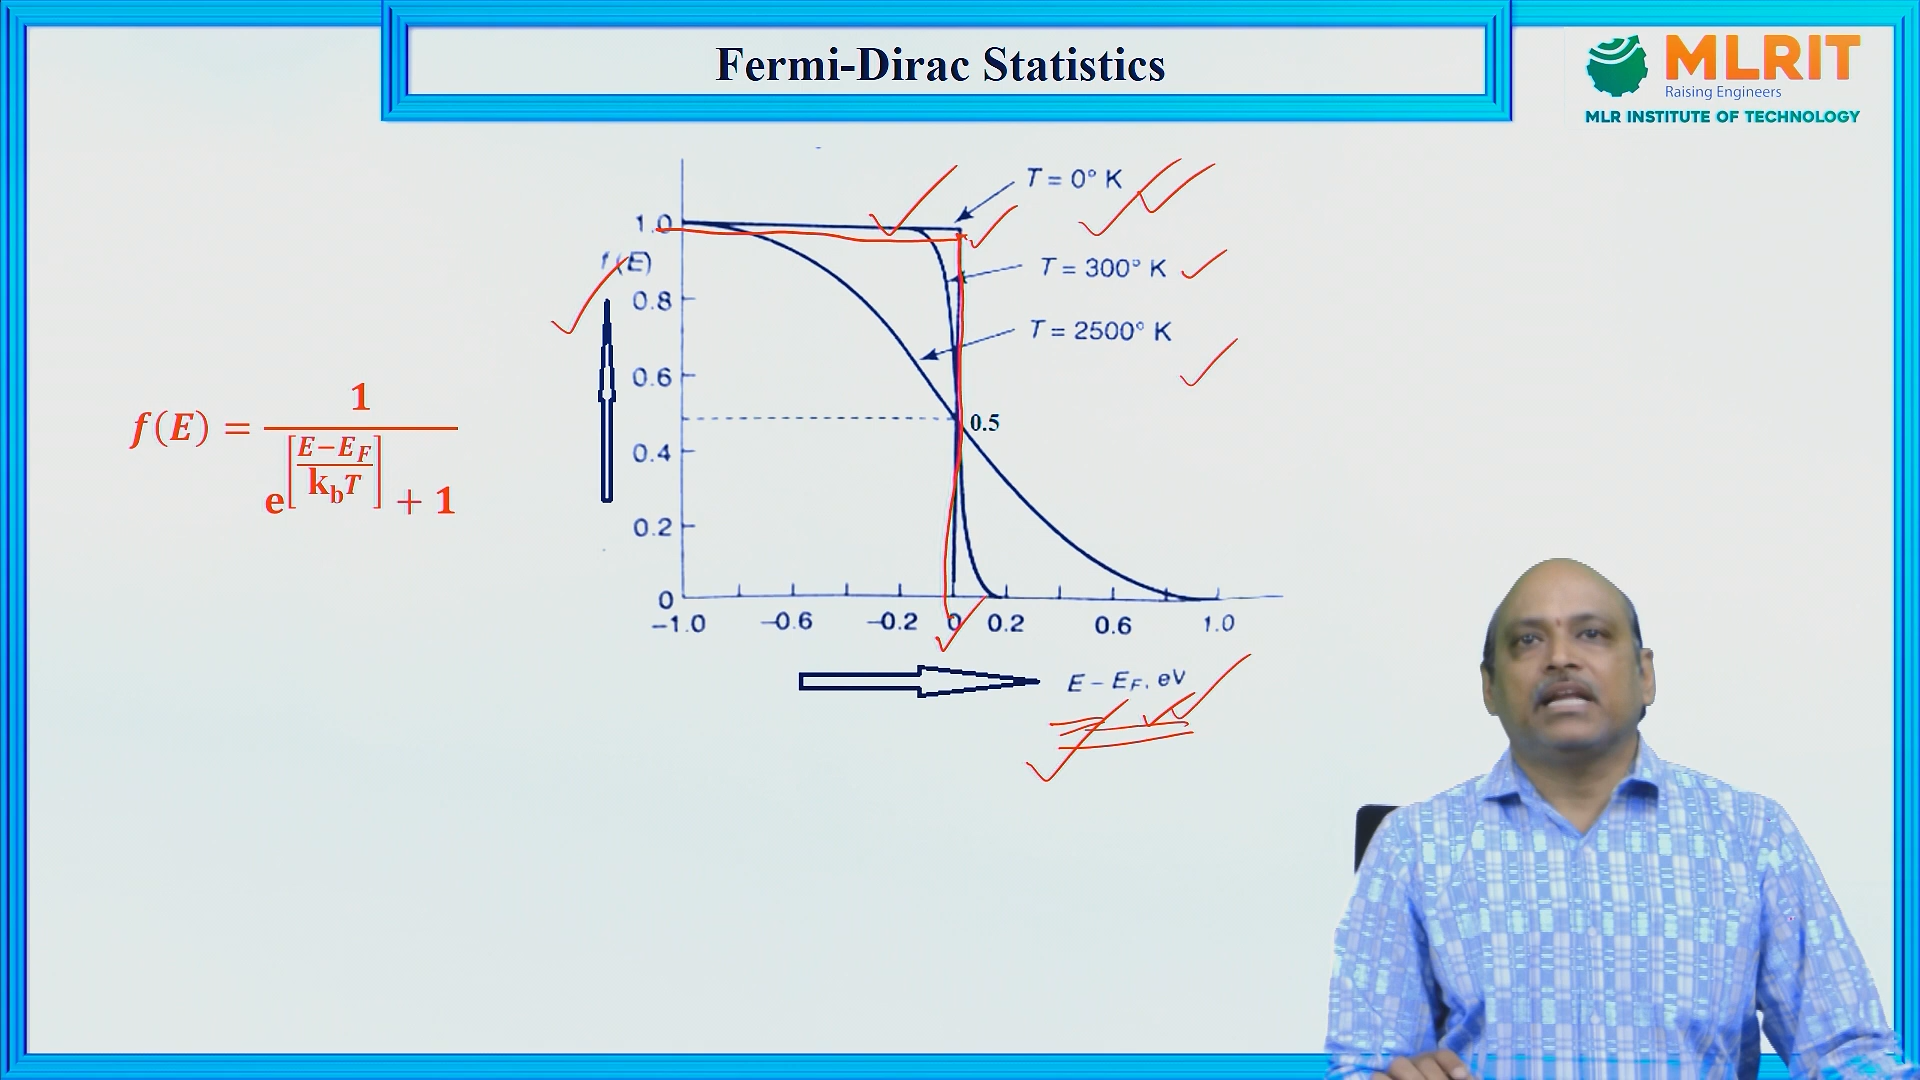 Fermi-Dirac Statistics
MLRIT
Raising Engineers
MLR INSTITUTE OF TECHNOLOGY
T = 0° K
1.0
f(E)
T = 300° K
0.8
T = 2500° K
0.6
0.5
0.4
0.2
0
f(E) = 1 / e^[E−E_F / k_bT] + 1
−1.0 −0.6 −0.2 0 0.2 0.6 1.0
E − E_F, eV